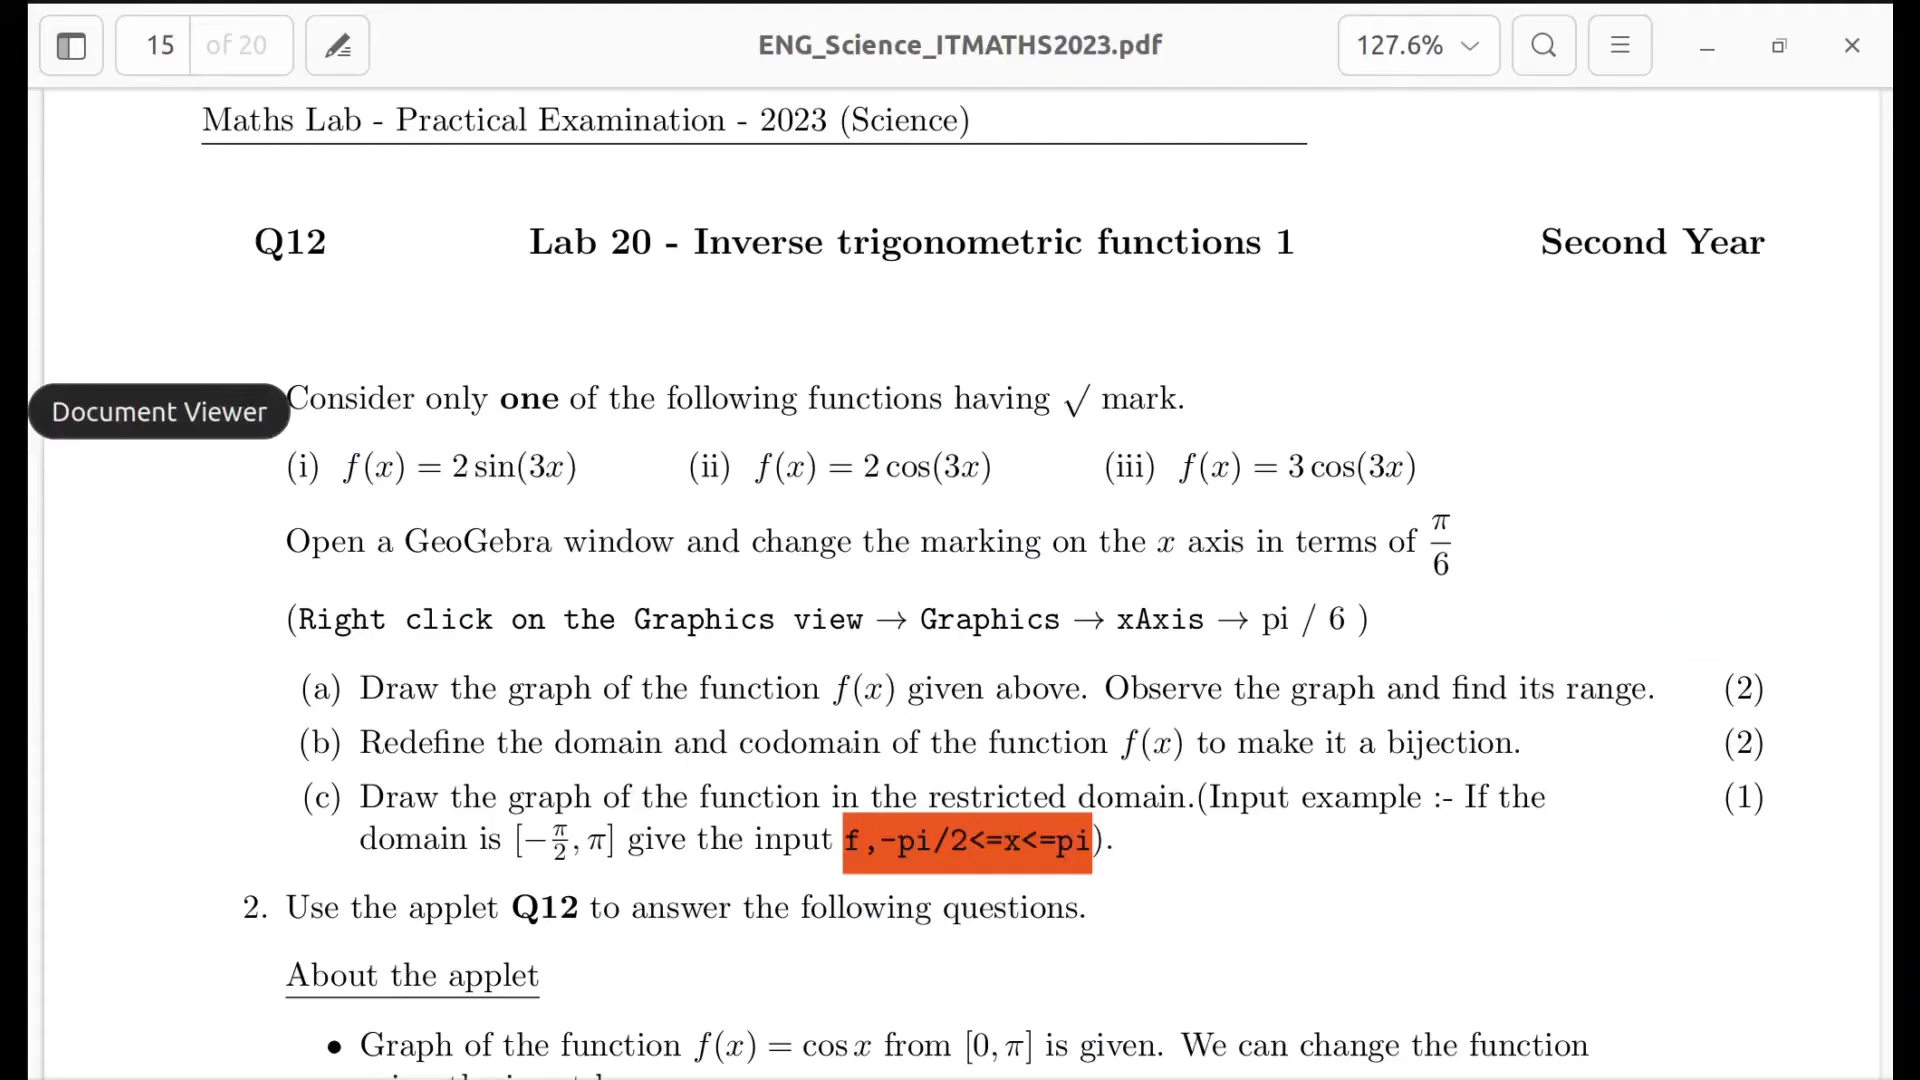 15 of 20 ENG_Science_ITMATHS2023.pdf 127.6%
Maths Lab - Practical Examination - 2023 (Science)
Q12 Lab 20 - Inverse trigonometric functions 1 Second Year
Document Viewer
Consider only one of the following functions having √ mark.
(i) f(x) = 2 sin(3x) (ii) f(x) = 2 cos(3x) (iii) f(x) = 3 cos(3x)
Open a GeoGebra window and change the marking on the x axis in terms of π/6
(Right click on the Graphics view → Graphics → xAxis → pi / 6 )
(a) Draw the graph of the function f(x) given above. Observe the graph and find its range. (2)
(b) Redefine the domain and codomain of the function f(x) to make it a bijection. (2)
(c) Draw the graph of the function in the restricted domain.(Input example :- If the (1)
domain is [−π/2, π] give the input f,-pi/2<=x<=pi).
2. Use the applet Q12 to answer the following questions.
About the applet
• Graph of the function f(x) = cos x from [0, π] is given. We can change the function